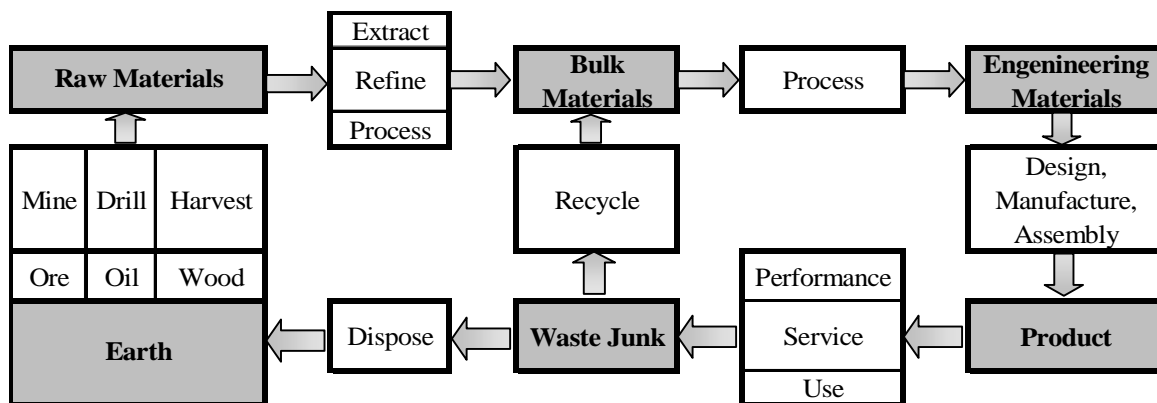 Extract
Raw Materials
Refine
Process
Bulk
Materials
Process
Engenineering
Materials
Mine
Drill
Harvest
Recycle
Design,
Manufacture,
Assembly
Ore
Oil
Wood
Earth
Dispose
Waste Junk
Performance
Service
Use
Product